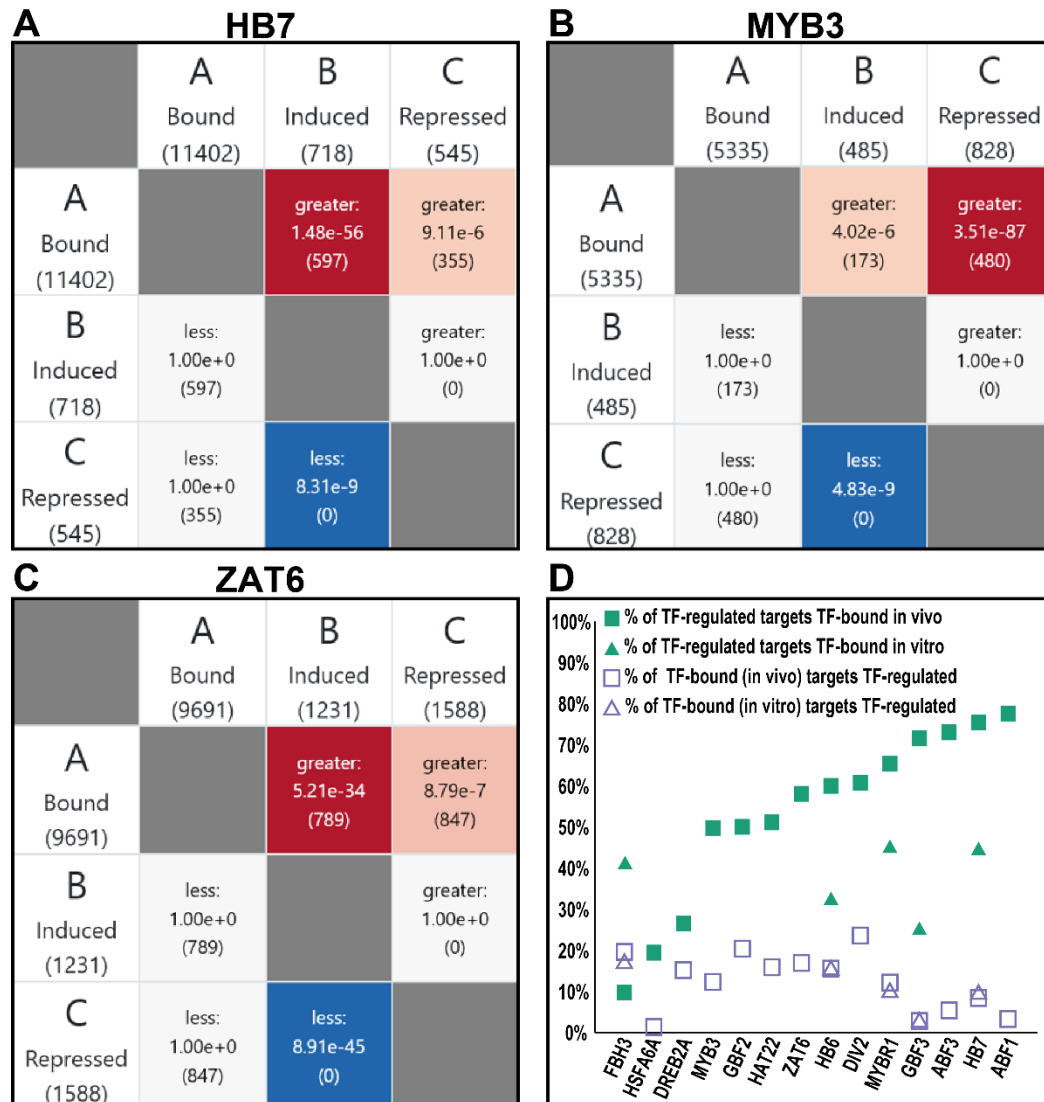 A HB7
A B C
Bound Induced Repressed
(11402) (718) (545)
A
Bound
(11402)
greater:
1.48e-56
(597)
greater:
9.11e-6
(355)
B
Induced
(718)
less:
1.00e+0
(597)
greater:
1.00e+0
(0)
C
Repressed
(545)
less:
1.00e+0
(355)
less:
8.31e-9
(0)
B MYB3
A B C
Bound Induced Repressed
(5335) (485) (828)
A
Bound
(5335)
greater:
4.02e-6
(173)
greater:
3.51e-87
(480)
B
Induced
(485)
less:
1.00e+0
(173)
greater:
1.00e+0
(0)
C
Repressed
(828)
less:
1.00e+0
(480)
less:
4.83e-9
(0)
C ZAT6
A B C
Bound Induced Repressed
(9691) (1231) (1588)
A
Bound
(9691)
greater:
5.21e-34
(789)
greater:
8.79e-7
(847)
B
Induced
(1231)
less:
1.00e+0
(789)
greater:
1.00e+0
(0)
C
Repressed
(1588)
less:
1.00e+0
(847)
less:
8.91e-45
(0)
D
% of TF-regulated targets TF-bound in vivo
% of TF-regulated targets TF-bound in vitro
% of TF-bound (in vivo) targets TF-regulated
% of TF-bound (in vitro) targets TF-regulated
100%
90%
80%
70%
60%
50%
40%
30%
20%
10%
0%
FBH3
HSFA6A
DREB2A
MYB3
GBF2
HAT22
ZAT6
HB6
DIV2
MYBR1
GBF3
ABF3
HB7
ABF1